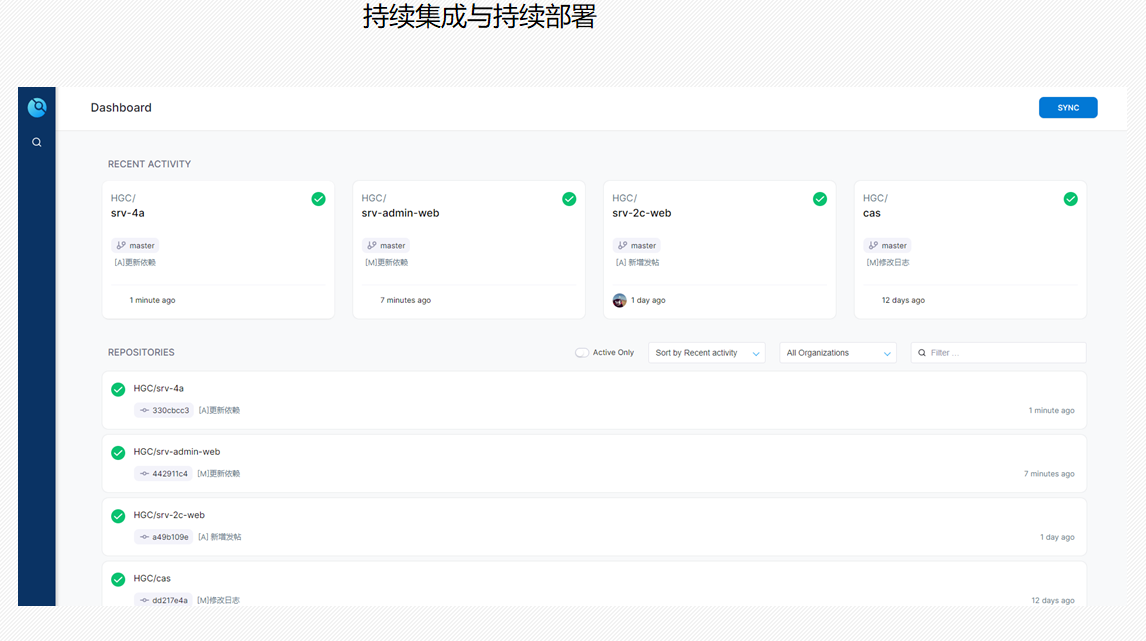 持续集成与持续部署
Dashboard
SYNC
RECENT ACTIVITY
HGC/
srv-4a
master
[A]更新依赖
1 minute ago
HGC/
srv-admin-web
master
[M]更新依赖
7 minutes ago
HGC/
srv-2c-web
master
[A] 新增发帖
1 day ago
HGC/
cas
master
[M]修改日志
12 days ago
REPOSITORIES
Active Only
Sort by Recent activity
All Organizations
Filter ...
HGC/srv-4a
330cbcc3 [A]更新依赖
1 minute ago
HGC/srv-admin-web
442911c4 [M]更新依赖
7 minutes ago
HGC/srv-2c-web
a49b109e [A] 新增发帖
1 day ago
HGC/cas
dd217e4a [M]修改日志
12 days ago